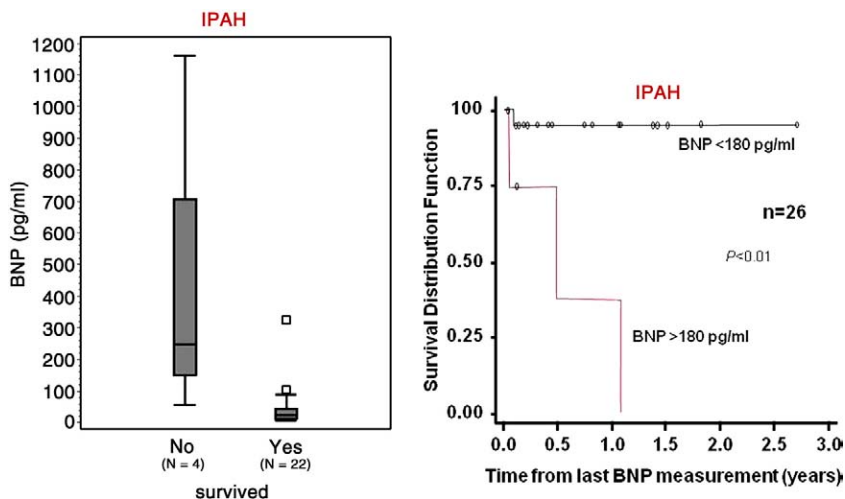 IPAH
1200
1100
1000
900
800
700
600
500
400
300
200
100
0
BNP (pg/ml)
No
Yes
(N = 4)
(N = 22)
survived
IPAH
100
0.75
0.50
0.25
0.00
Survival Distribution Function
BNP <180 pg/ml
n=26
P<0.01
BNP >180 pg/ml
0.0 0.5 1.0 1.5 2.0 2.5 3.0
Time from last BNP measurement (years)